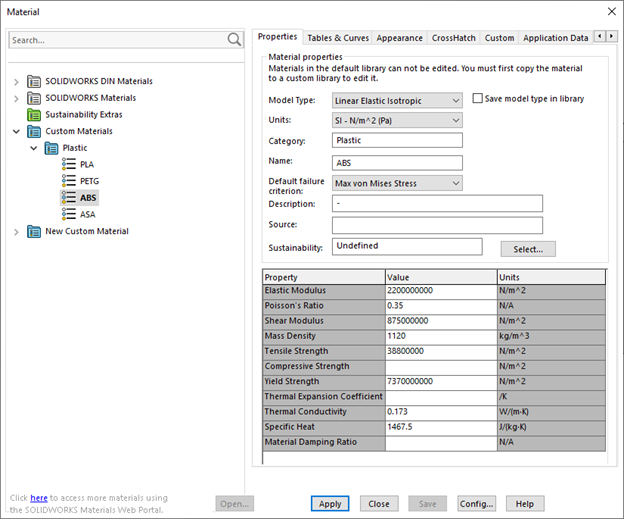 Material
Search...
SOLIDWORKS DIN Materials
SOLIDWORKS Materials
Sustainability Extras
Custom Materials
Plastic
PLA
PETG
ABS
ASA
New Custom Material
Click here to access more materials using
the SOLIDWORKS Materials Web Portal.
Open...
Properties Tables & Curves Appearance CrossHatch Custom Application Data
Material properties
Materials in the default library can not be edited. You must first copy the material
to a custom library to edit it.
Model Type: Linear Elastic Isotropic Save model type in library
Units: SI - N/m^2 (Pa)
Category: Plastic
Name: ABS
Default failure
criterion: Max von Mises Stress
Description: -
Source:
Sustainability: Undefined Select...
Property Value Units
Elastic Modulus 2200000000 N/m^2
Poisson's Ratio 0.35 N/A
Shear Modulus 875000000 N/m^2
Mass Density 1120 kg/m^3
Tensile Strength 38800000 N/m^2
Compressive Strength N/m^2
Yield Strength 7370000000 N/m^2
Thermal Expansion Coefficient /K
Thermal Conductivity 0.173 W/(m·K)
Specific Heat 1467.5 J/(kg·K)
Material Damping Ratio N/A
Apply Close Save Config... Help